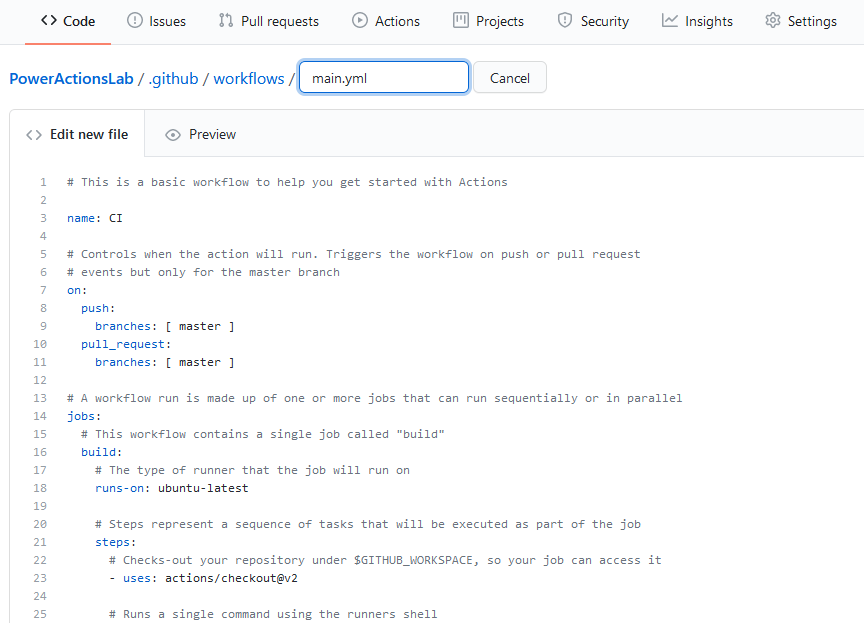 Code Issues Pull requests Actions Projects Security Insights Settings
PowerActionsLab / .github / workflows / main.yml Cancel
Edit new file Preview
1 # This is a basic workflow to help you get started with Actions
2
3 name: CI
4
5 # Controls when the action will run. Triggers the workflow on push or pull request
6 # events but only for the master branch
7 on:
8   push:
9     branches: [ master ]
10   pull_request:
11     branches: [ master ]
12
13 # A workflow run is made up of one or more jobs that can run sequentially or in parallel
14 jobs:
15   # This workflow contains a single job called "build"
16   build:
17     # The type of runner that the job will run on
18     runs-on: ubuntu-latest
19
20     # Steps represent a sequence of tasks that will be executed as part of the job
21     steps:
22       # Checks-out your repository under $GITHUB_WORKSPACE, so your job can access it
23       - uses: actions/checkout@v2
24
25       # Runs a single command using the runners shell